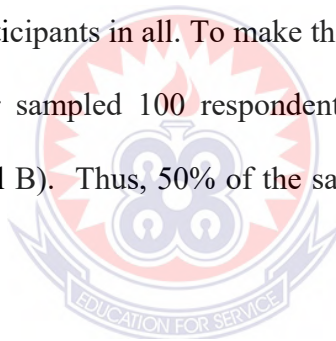 ticipants in all. To make th
sampled 100 respondent
l B). Thus, 50% of the sa
EDUCATION FOR SERVICE